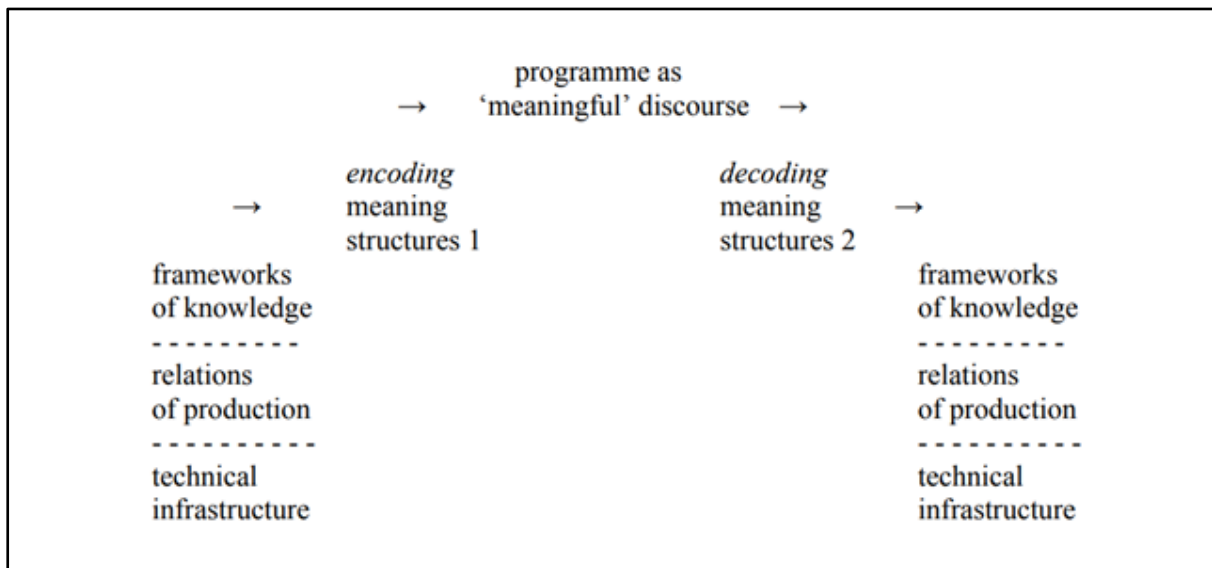 programme as
→ ‘meaningful’ discourse →
encoding
meaning
structures 1
decoding
meaning
structures 2
→ →
frameworks
of knowledge
- - - - - - - - -
relations
of production
- - - - - - - - - -
technical
infrastructure
frameworks
of knowledge
- - - - - - - - -
relations
of production
- - - - - - - - - -
technical
infrastructure